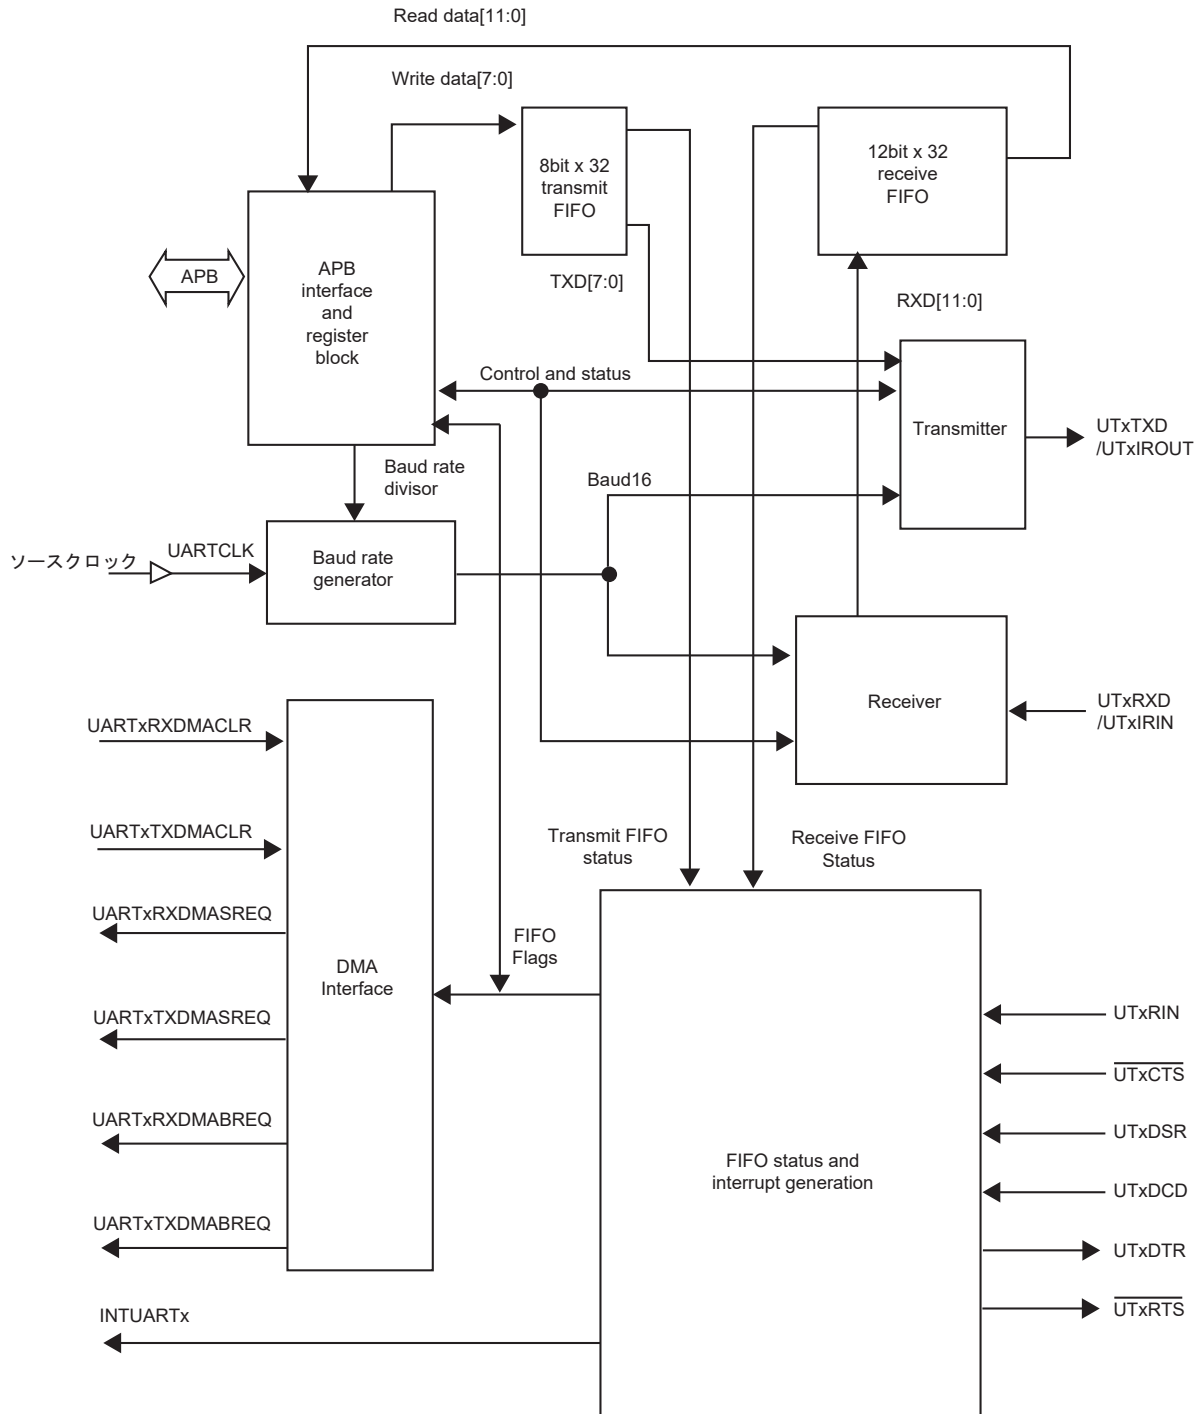 Read data[11:0]
Write data[7:0]
8bit x 32
transmit
FIFO
12bit x 32
receive
FIFO
APB
APB
interface
and
register
block
TXD[7:0]
RXD[11:0]
Control and status
Transmitter
UTxTXD
/UTxIROUT
Baud rate
divisor
Baud16
ソースクロック
UARTCLK
Baud rate
generator
Receiver
UTxRXD
/UTxIRIN
UARTxRXDMACLR
UARTxTXDMACLR
Transmit FIFO
status
Receive FIFO
Status
UARTxRXDMASREQ
FIFO
Flags
DMA
Interface
UARTxTXDMASREQ
UARTxRXDMABREQ
UARTxTXDMABREQ
INTUARTx
FIFO status and
interrupt generation
UTxRIN
UTxCTS
UTxDSR
UTxDCD
UTxDTR
UTxRTS